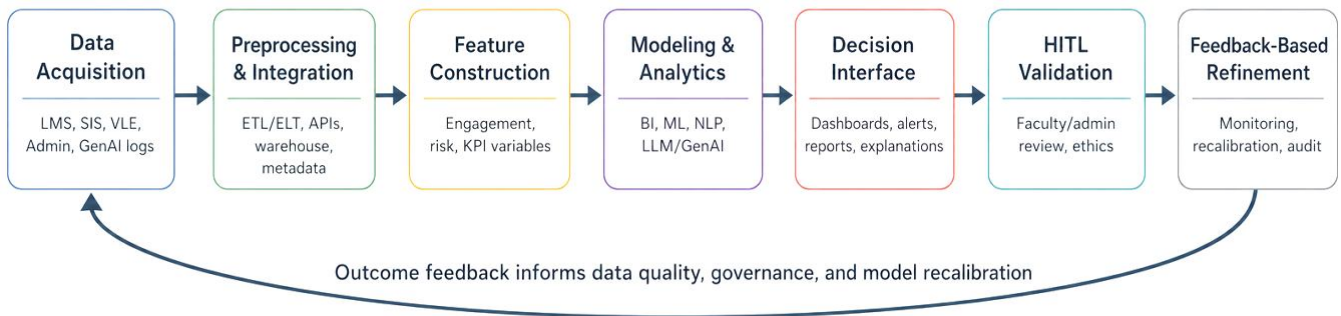 Data
Acquisition
LMS, SIS, VLE,
Admin, GenAI logs
Preprocessing
& Integration
ETL/ELT, APIs,
warehouse,
metadata
Feature
Construction
Engagement,
risk, KPI variables
Modeling &
Analytics
BI, ML, NLP,
LLM/GenAI
Decision
Interface
Dashboards, alerts,
reports, explanations
HITL
Validation
Faculty/admin
review, ethics
Feedback-Based
Refinement
Monitoring,
recalibration, audit
Outcome feedback informs data quality, governance, and model recalibration